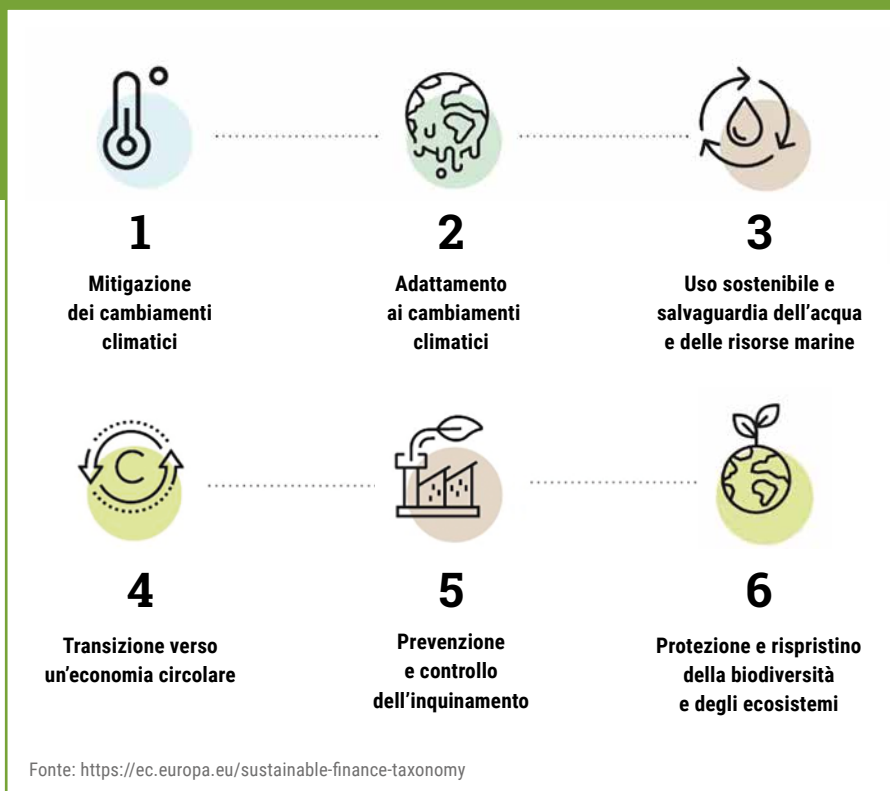 1
Mitigazione
dei cambiamenti
climatici
2
Adattamento
ai cambiamenti
climatici
3
Uso sostenibile e
salvaguardia dell'acqua
e delle risorse marine
C
4
Transizione verso
un'economia circolare
5
Prevenzione
e controllo
dell'inquinamento
6
Protezione e rispristino
della biodiversità
e degli ecosistemi
Fonte: https://ec.europa.eu/sustainable-finance-taxonomy